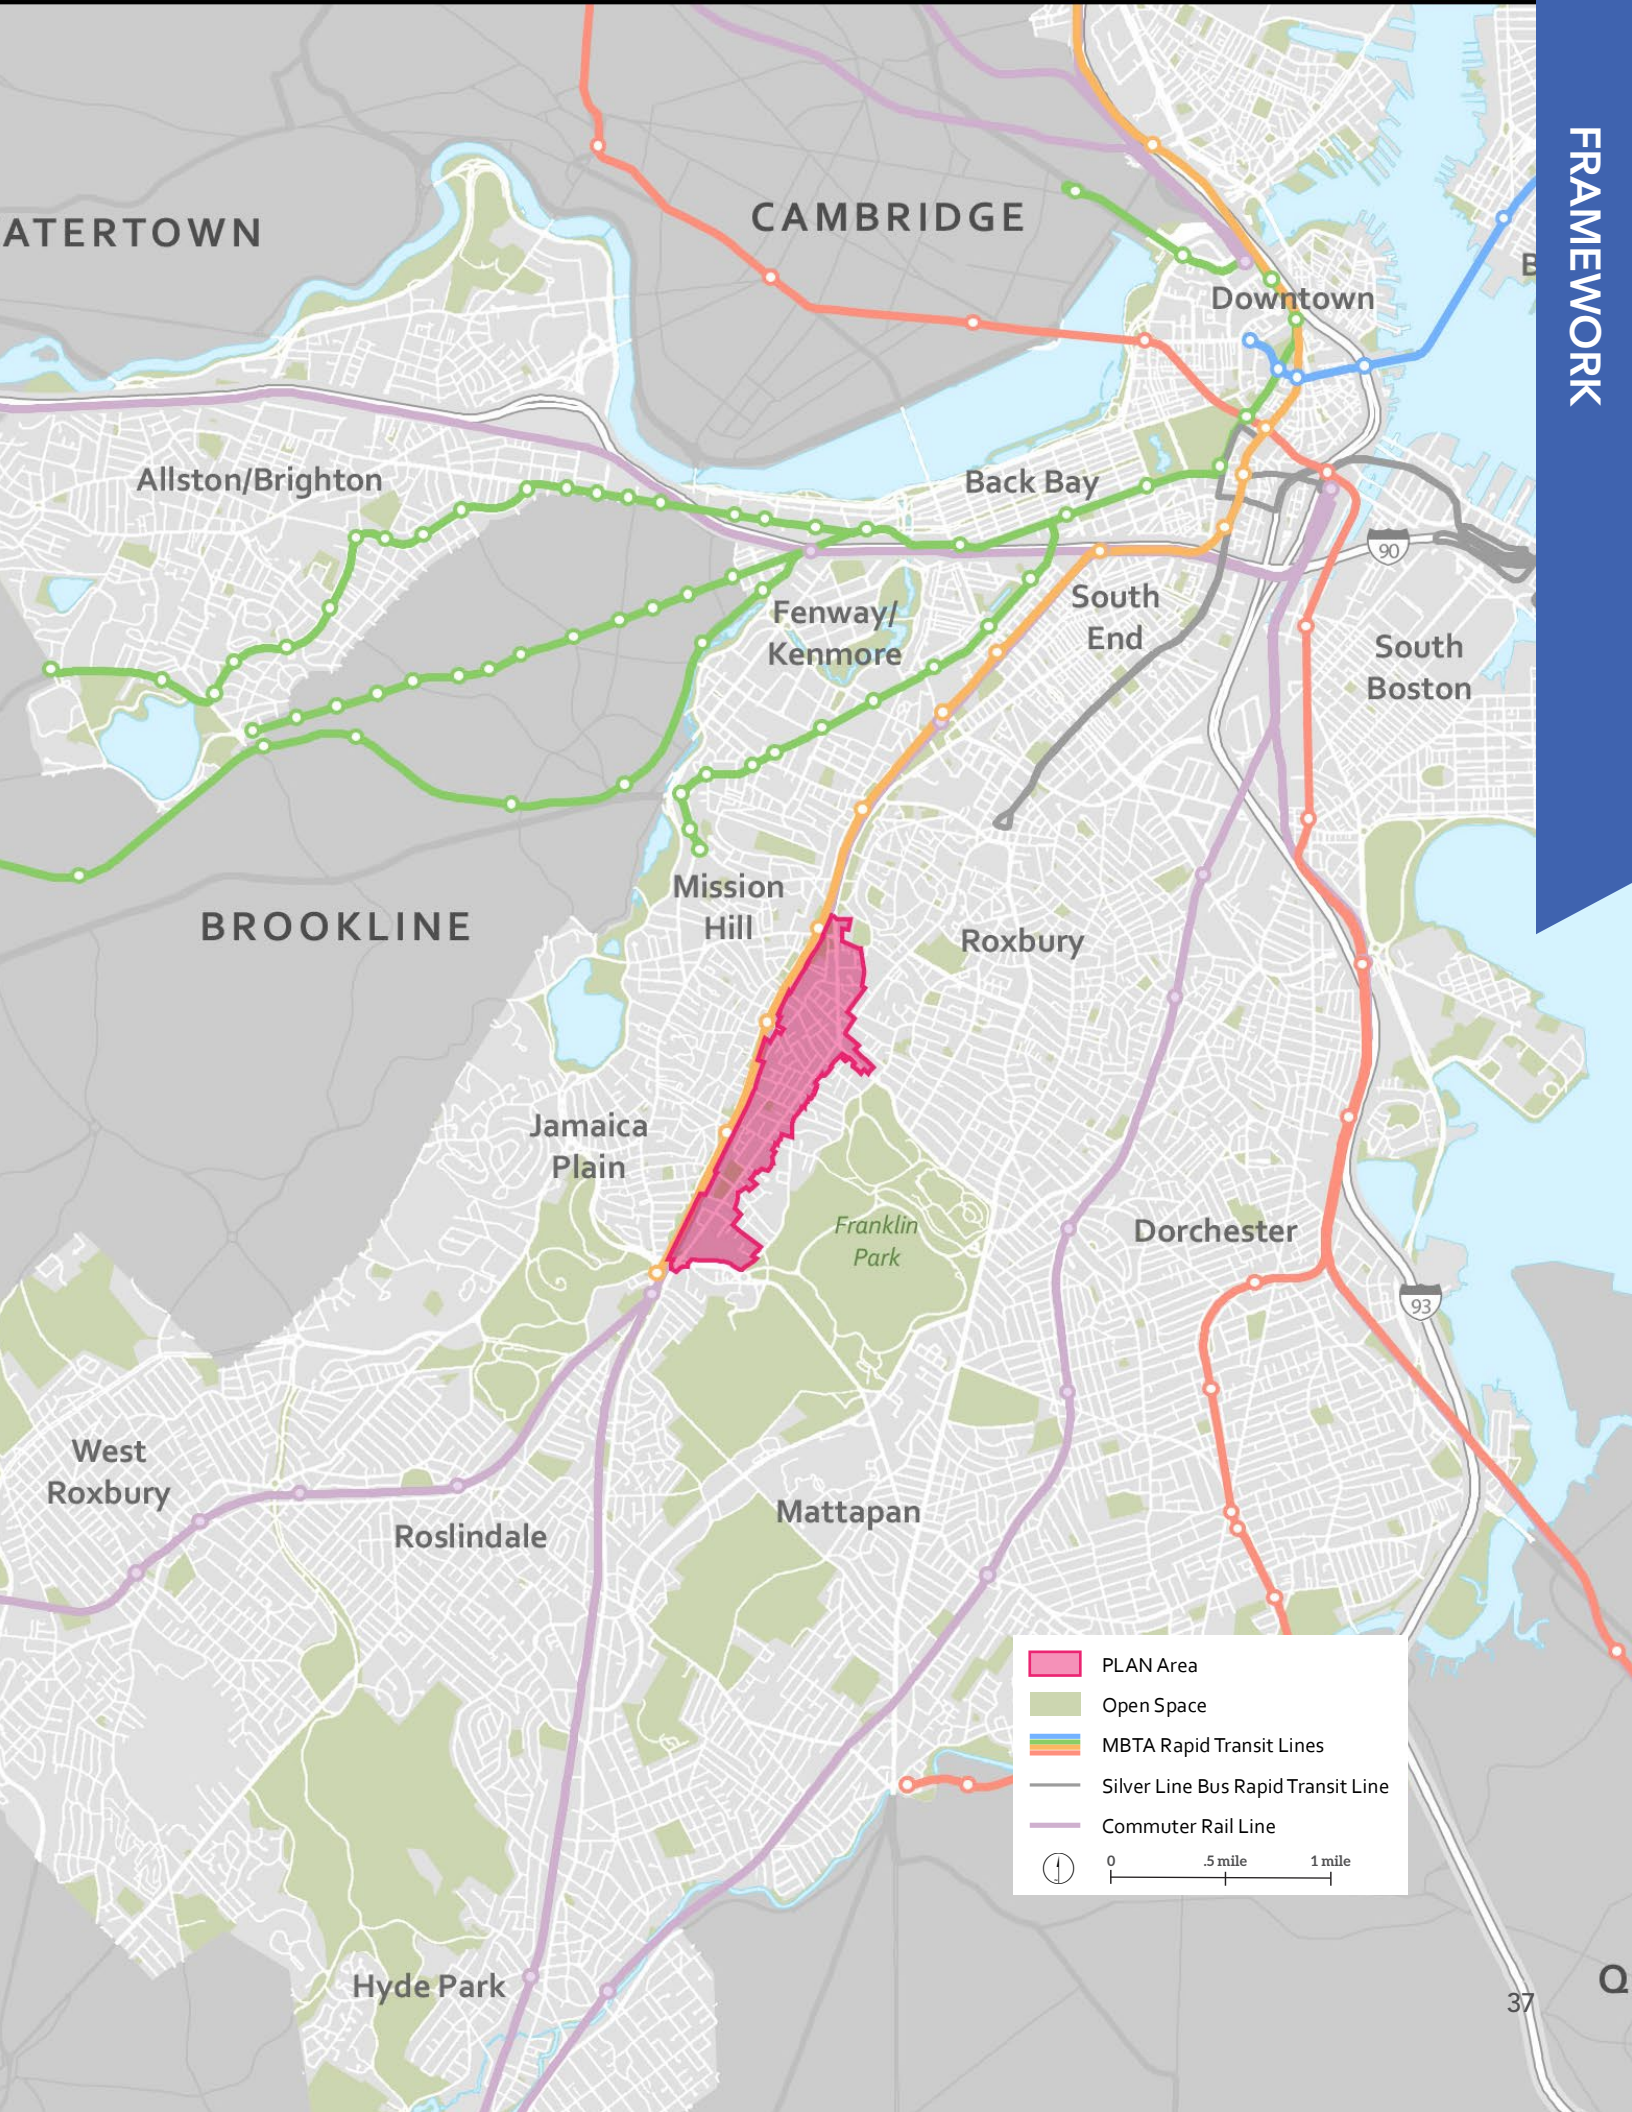 FRAMEWORK
ATERTOWN
CAMBRIDGE
B
Downtown
Allston/Brighton
Back Bay
90
Fenway/
Kenmore
South
End
South
Boston
Mission
Hill
BROOKLINE
Roxbury
Jamaica
Plain
Franklin
Park
Dorchester
93
West
Roxbury
Roslindale
Mattapan
PLAN Area
Open Space
MBTA Rapid Transit Lines
Silver Line Bus Rapid Transit Line
Commuter Rail Line
0 .5 mile 1 mile
Hyde Park
Q
37